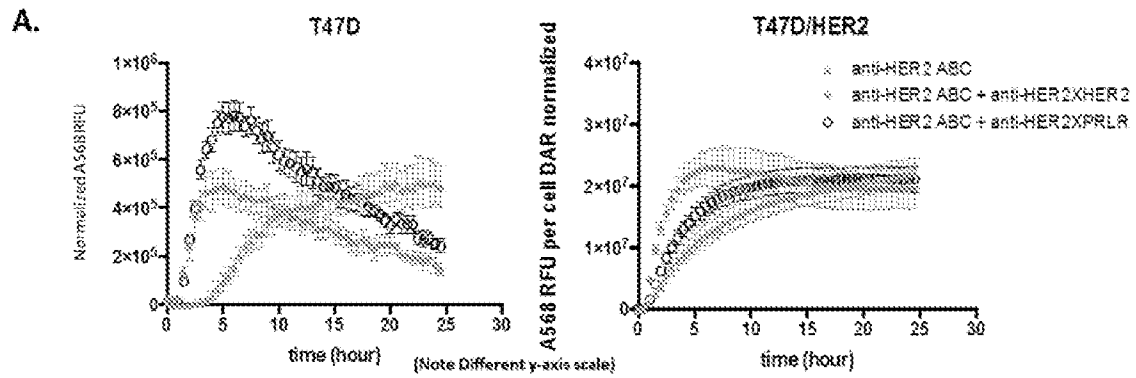 A.
T47D
Normalized A568 RFU
1×10⁶
8×10⁵
6×10⁵
4×10⁵
2×10⁵
0
0 5 10 15 20 25 30
time (hour)
(Note Different y-axis scale)
T47D/HER2
A568 RFU per cell DAR normalized
4×10⁷
3×10⁷
2×10⁷
1×10⁷
0
0 5 10 15 20 25 30
time (hour)
anti-HER2 ABC
anti-HER2 ABC + anti-HER2XHER2
anti-HER2 ABC + anti-HER2XPRLR